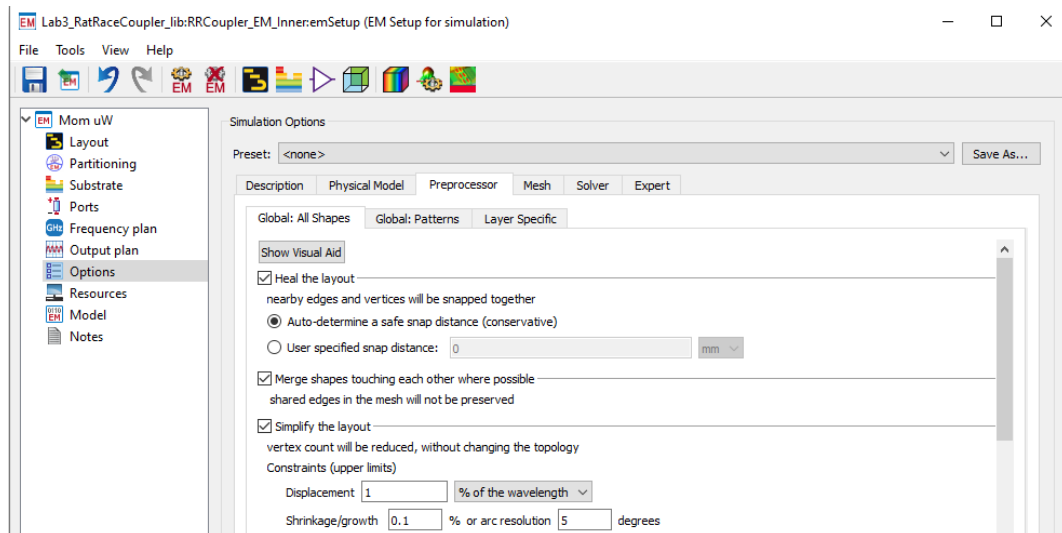 EM Lab3_RatRaceCoupler_lib:RRCoupler_EM_Inner:emSetup (EM Setup for simulation)
File Tools View Help
EM EM EM
EM Mom uW
Layout
Partitioning
Substrate
Ports
GHz Frequency plan
Output plan
Options
Resources
0110 EM Model
Notes
Simulation Options
Preset: <none> Save As...
Description Physical Model Preprocessor Mesh Solver Expert
Global: All Shapes Global: Patterns Layer Specific
Show Visual Aid
Heal the layout
nearby edges and vertices will be snapped together
Auto-determine a safe snap distance (conservative)
User specified snap distance: 0 mm
Merge shapes touching each other where possible
shared edges in the mesh will not be preserved
Simplify the layout
vertex count will be reduced, without changing the topology
Constraints (upper limits)
Displacement 1 % of the wavelength
Shrinkage/growth 0.1 % or arc resolution 5 degrees